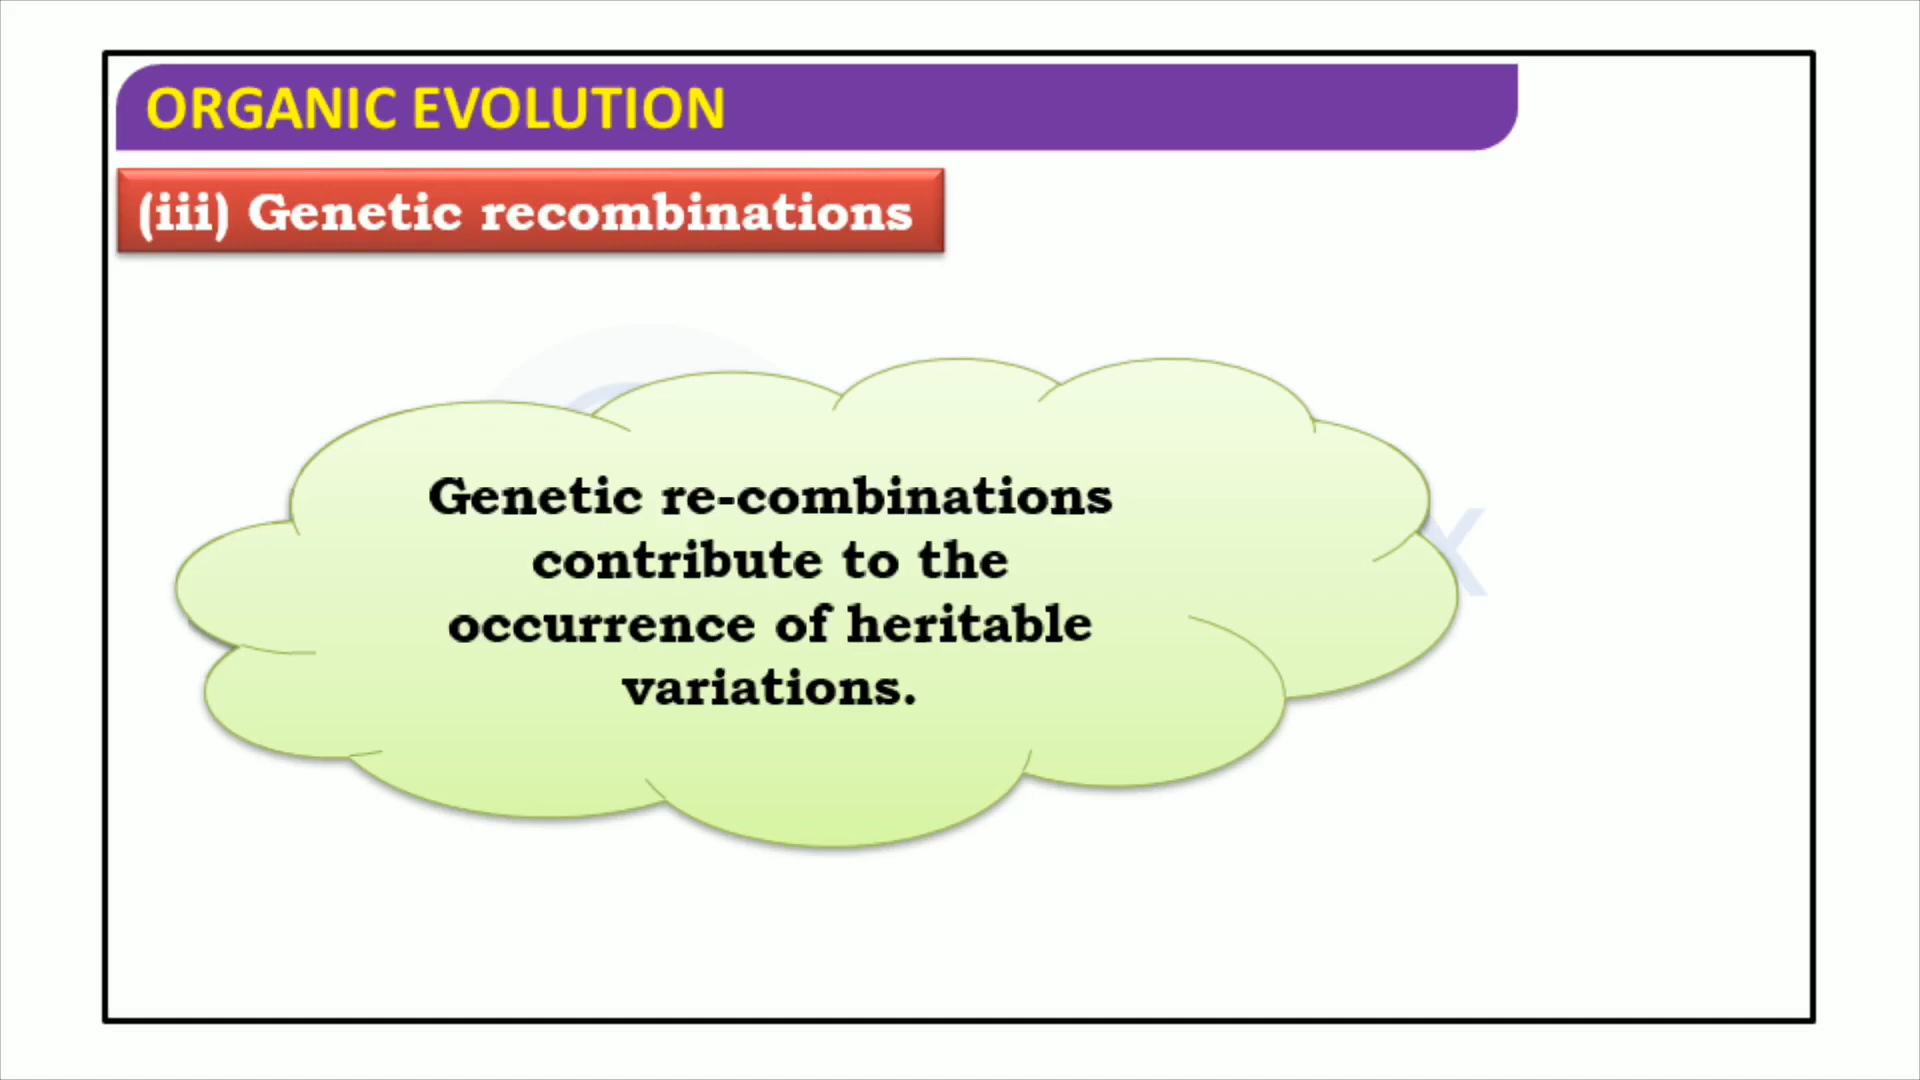 ORGANIC EVOLUTION
(iii) Genetic recombinations
Genetic re-combinations
contribute to the
occurrence of heritable
variations.